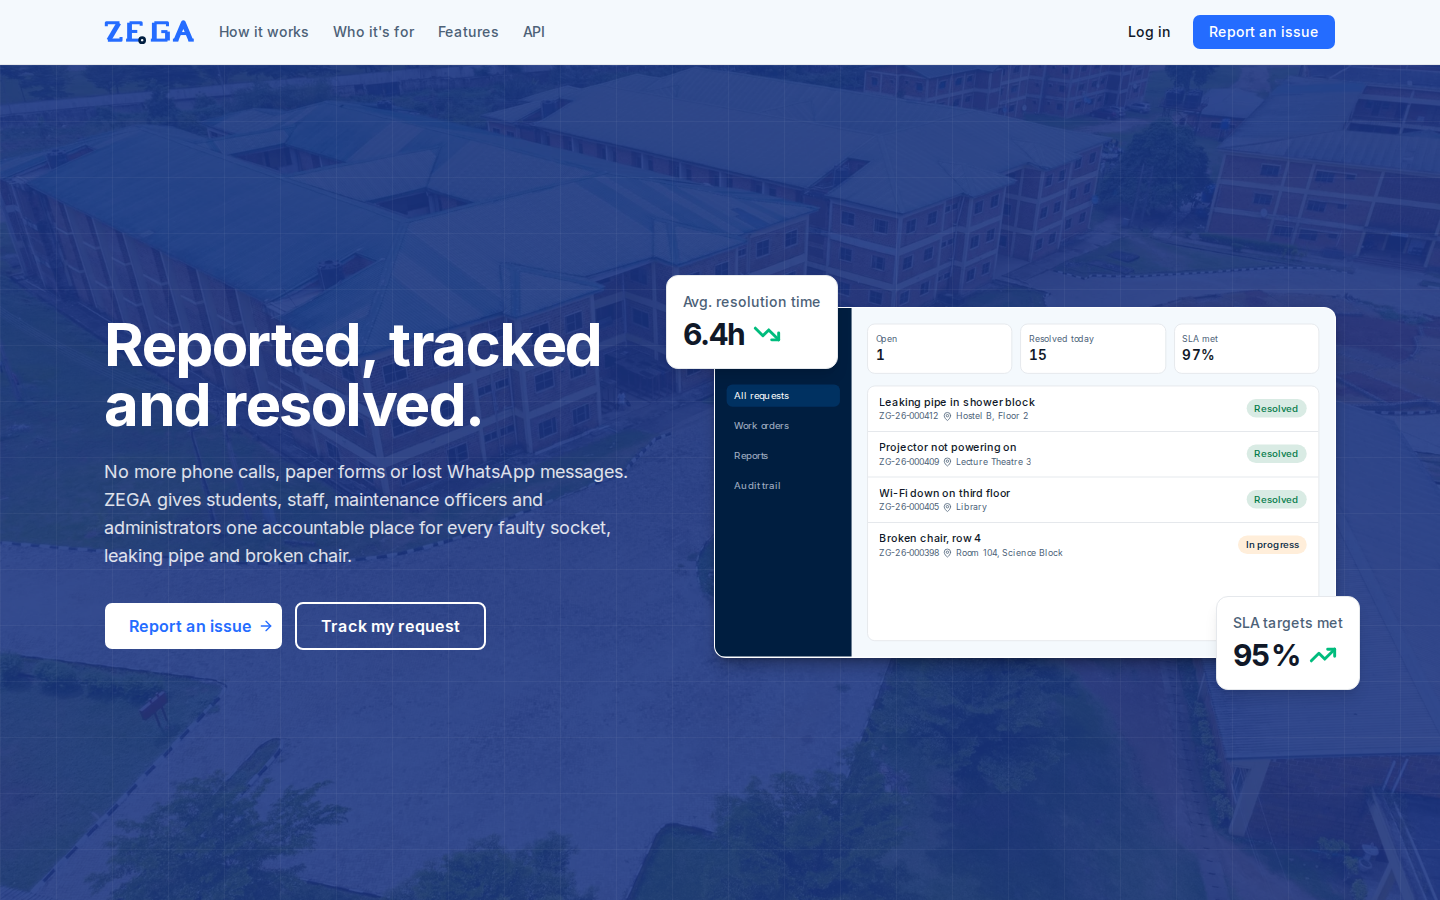 ZEGA
How it works
Who it's for
Features
API
Log in
Report an issue
Reported, tracked
and resolved.
No more phone calls, paper forms or lost WhatsApp messages.
ZEGA gives students, staff, maintenance officers and
administrators one accountable place for every faulty socket,
leaking pipe and broken chair.
Report an issue
Track my request
Avg. resolution time
6.4h
All requests
Work orders
Reports
Audit trail
Open
1
Resolved today
15
SLA met
97%
Leaking pipe in shower block
ZG-26-000412 Hostel B, Floor 2
Resolved
Projector not powering on
ZG-26-000409 Lecture Theatre 3
Resolved
Wi-Fi down on third floor
ZG-26-000405 Library
Resolved
Broken chair, row 4
ZG-26-000398 Room 104, Science Block
In progress
SLA targets met
95%